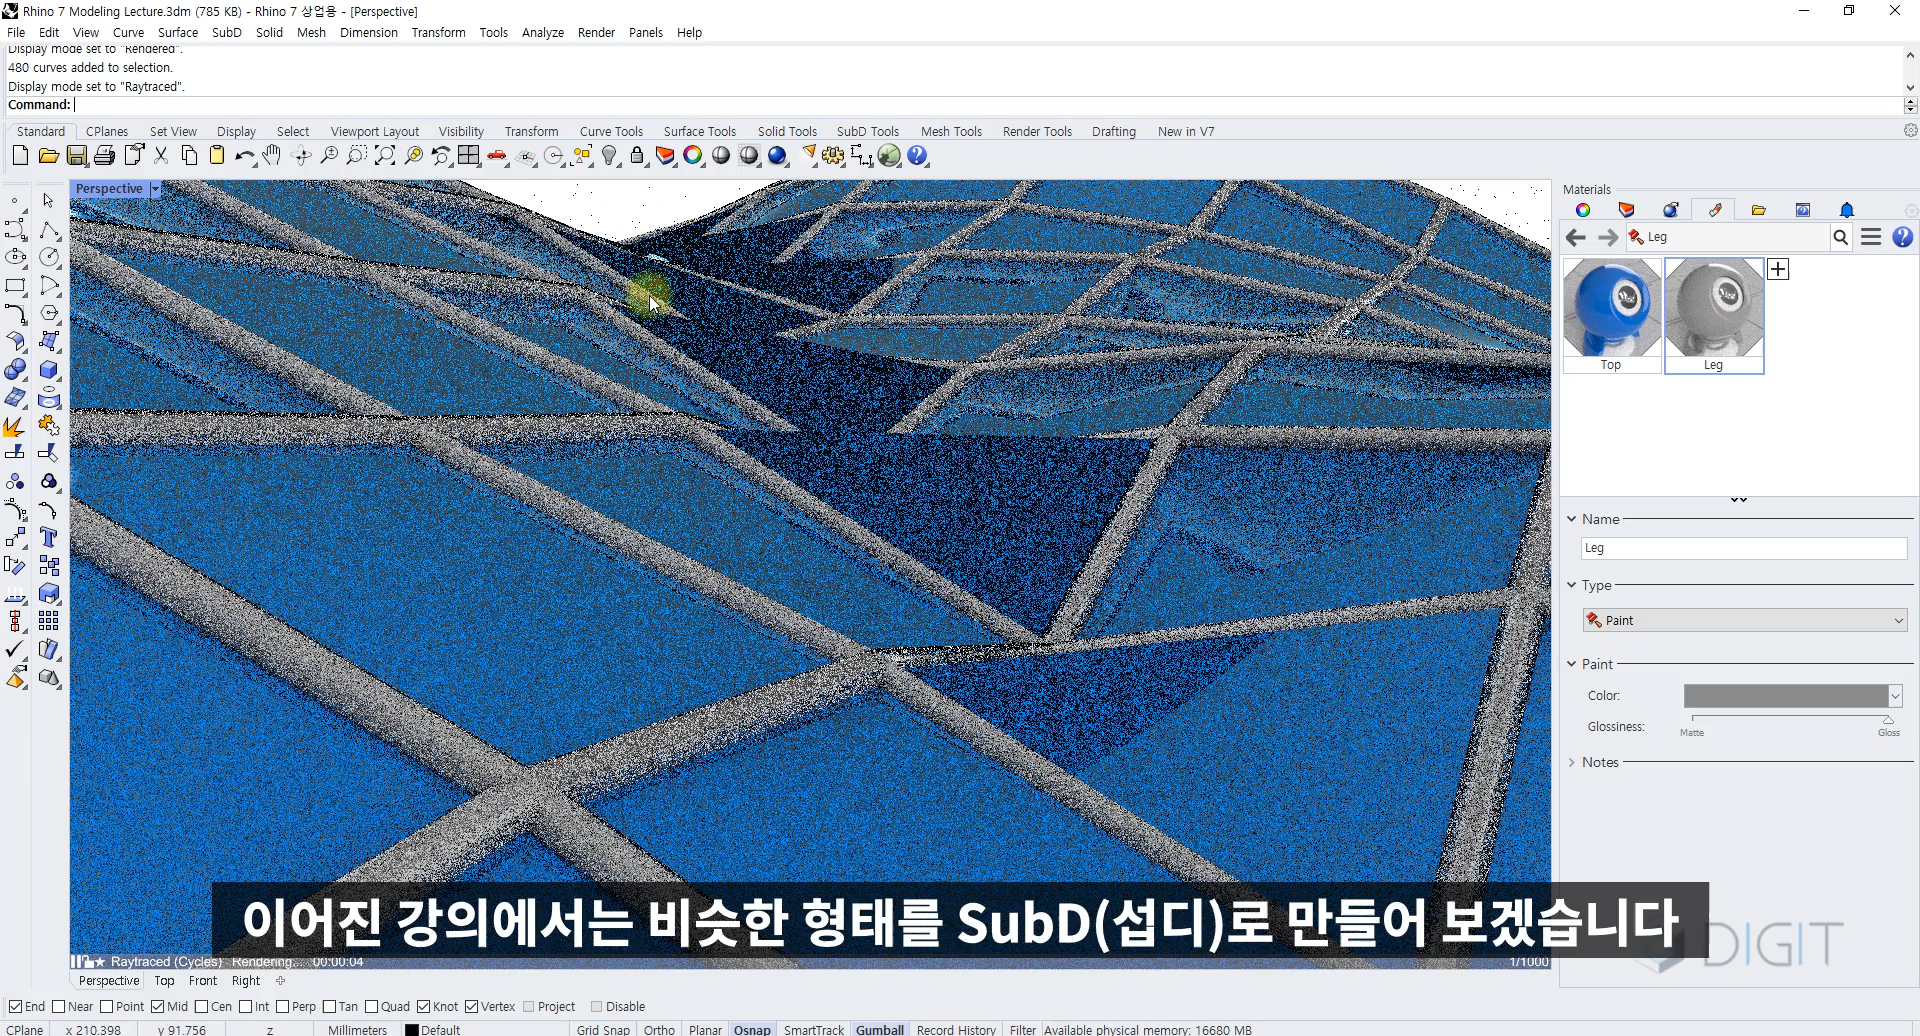 Rhino 7 Modeling Lecture.3dm (785 KB) - Rhino 7 상업용 - [Perspective]
File Edit View Curve Surface SubD Solid Mesh Dimension Transform Tools Analyze Render Panels Help
Display mode set to "Rendered".
480 curves added to selection.
Display mode set to "Raytraced".
Command:
Standard CPlanes Set View Display Select Viewport Layout Visibility Transform Curve Tools Surface Tools Solid Tools SubD Tools Mesh Tools Render Tools Drafting New in V7
Perspective
Materials
Leg
Top Leg
Name
Leg
Type
Paint
Paint
Color:
Glossiness:
Matte Gloss
Notes
이어진 강의에서는 비슷한 형태를 SubD(섭디)로 만들어 보겠습니다
DIGIT
Raytraced (Cycles) Rendering... 00:00:04 1/1000
Perspective Top Front Right
End Near Point Mid Cen Int Perp Tan Quad Knot Vertex Project Disable
CPlane x 210.398 y 91.756 z Millimeters Default Grid Snap Ortho Planar Osnap SmartTrack Gumball Record History Filter Available physical memory: 16680 MB